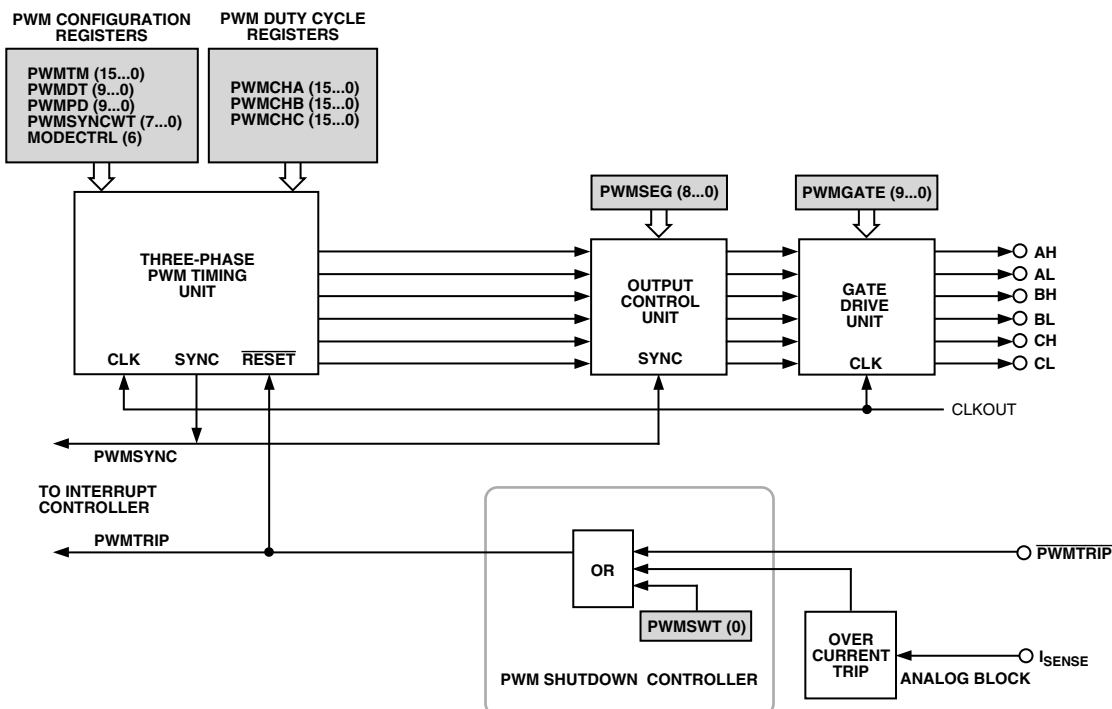 PWM CONFIGURATION
REGISTERS
PWM DUTY CYCLE
REGISTERS
PWMTM (15...0)
PWMDT (9...0)
PWMPD (9...0)
PWMSYNCWT (7...0)
MODECTRL (6)
PWMCHA (15...0)
PWMCHB (15...0)
PWMCHC (15...0)
PWMSEG (8...0)
PWMGATE (9...0)
THREE-PHASE
PWM TIMING
UNIT
CLK SYNC RESET
OUTPUT
CONTROL
UNIT
SYNC
GATE
DRIVE
UNIT
CLK
AH
AL
BH
BL
CH
CL
CLKOUT
PWMSYNC
TO INTERRUPT
CONTROLLER
PWMTRIP
OR
PWMTRIP
PWMSWT (0)
OVER
CURRENT
TRIP
ISENSE
ANALOG BLOCK
PWM SHUTDOWN CONTROLLER